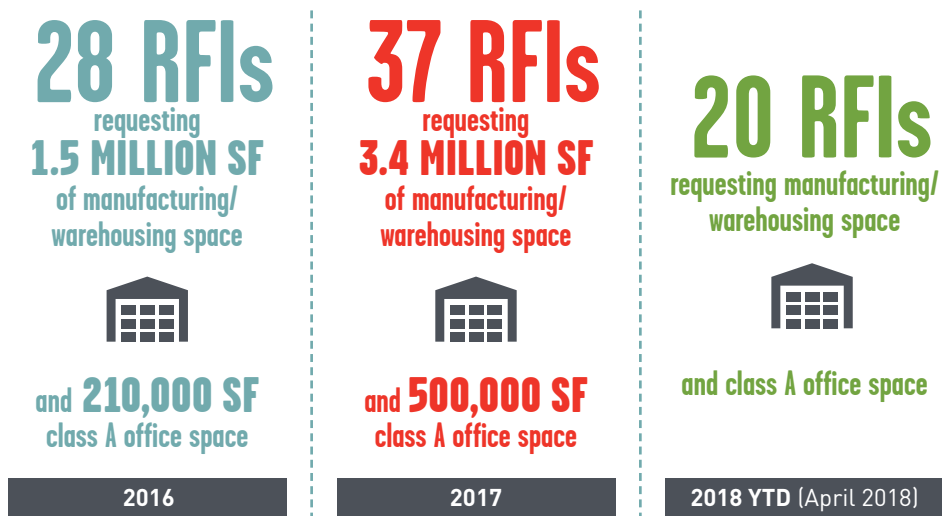 28 RFIs
requesting
1.5 MILLION SF
of manufacturing/
warehousing space
and 210,000 SF
class A office space
2016
37 RFIs
requesting
3.4 MILLION SF
of manufacturing/
warehousing space
and 500,000 SF
class A office space
2017
20 RFIs
requesting manufacturing/
warehousing space
and class A office space
2018 YTD (April 2018)